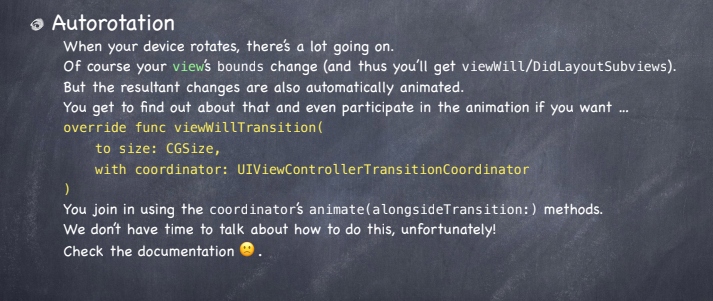 Autorotation
When your device rotates, there's a lot going on.
Of course your view's bounds change (and thus you'll get viewWill/DidLayoutSubviews).
But the resultant changes are also automatically animated.
You get to find out about that and even participate in the animation if you want ...
override func viewWillTransition(
to size: CGSize,
with coordinator: UIViewControllerTransitionCoordinator
)
You join in using the coordinator's animate(alongsideTransition:) methods.
We don't have time to talk about how to do this, unfortunately!
Check the documentation 🙁.